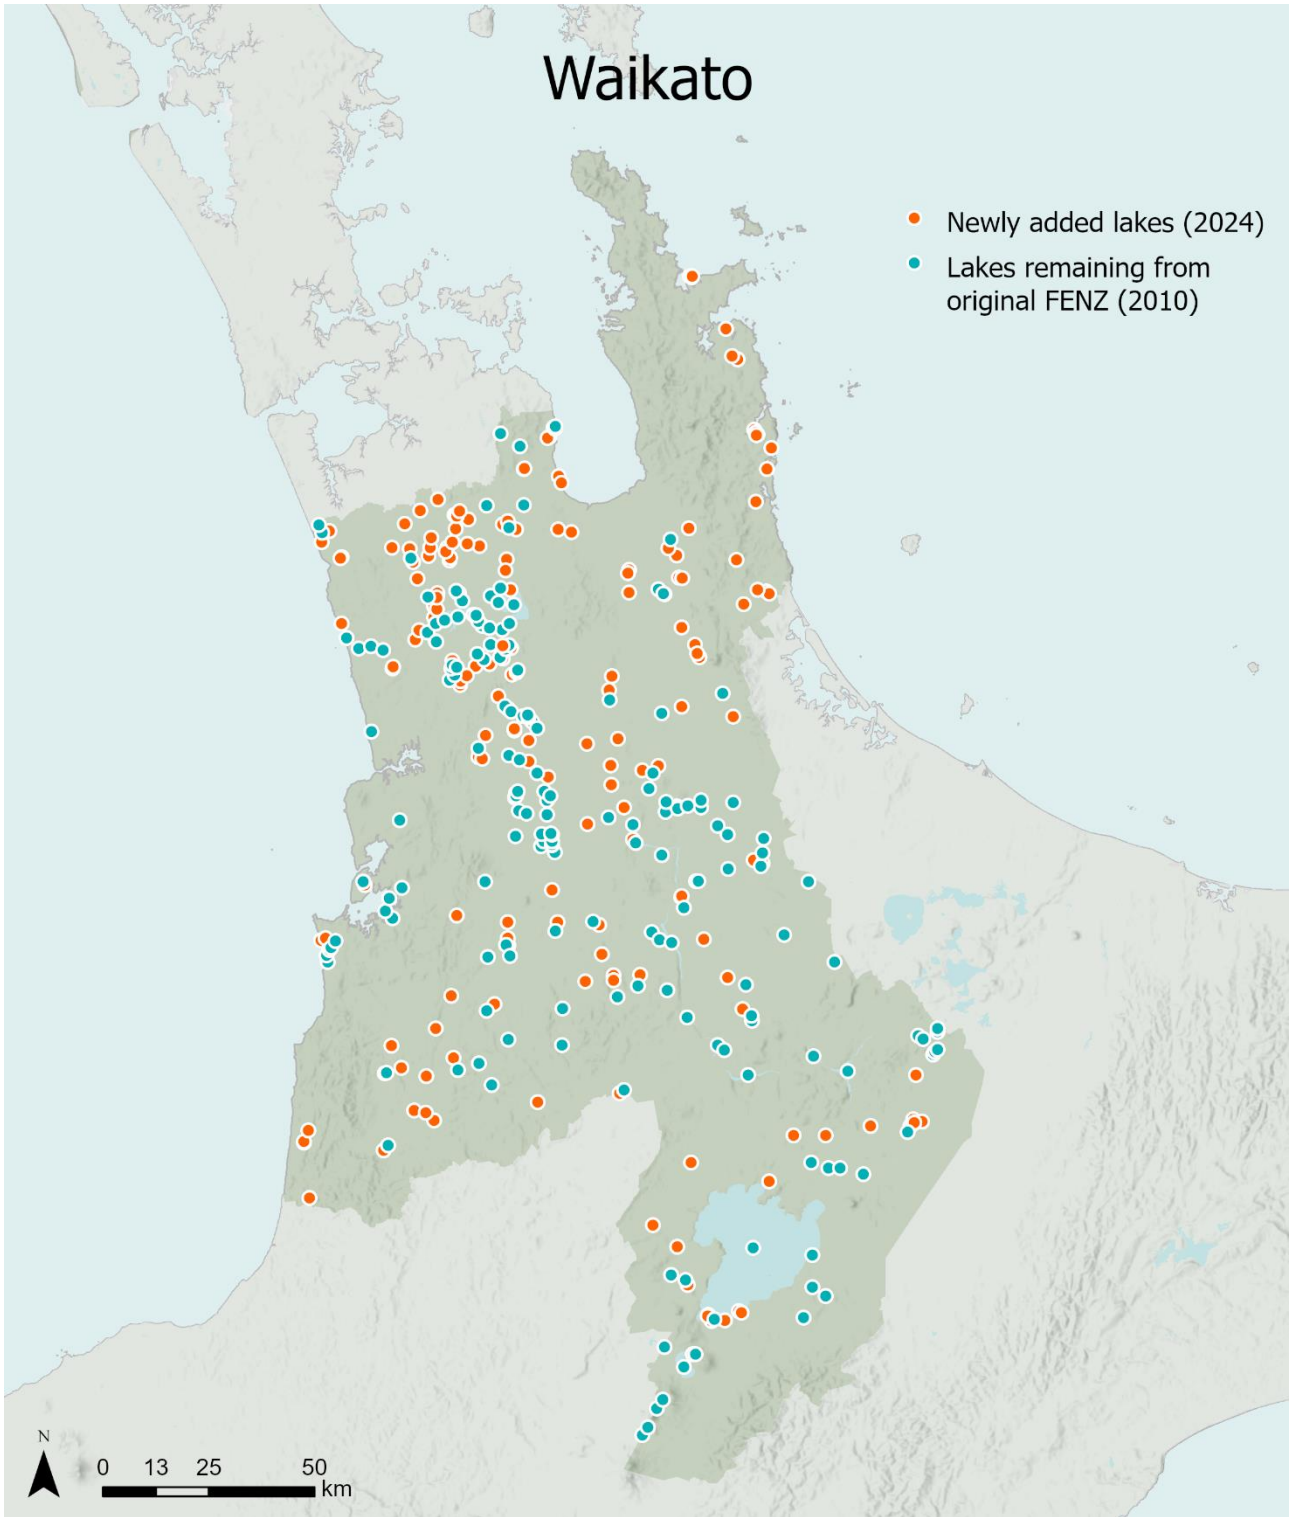 Waikato
Newly added lakes (2024)
Lakes remaining from
original FENZ (2010)
N
0 13 25 50
km